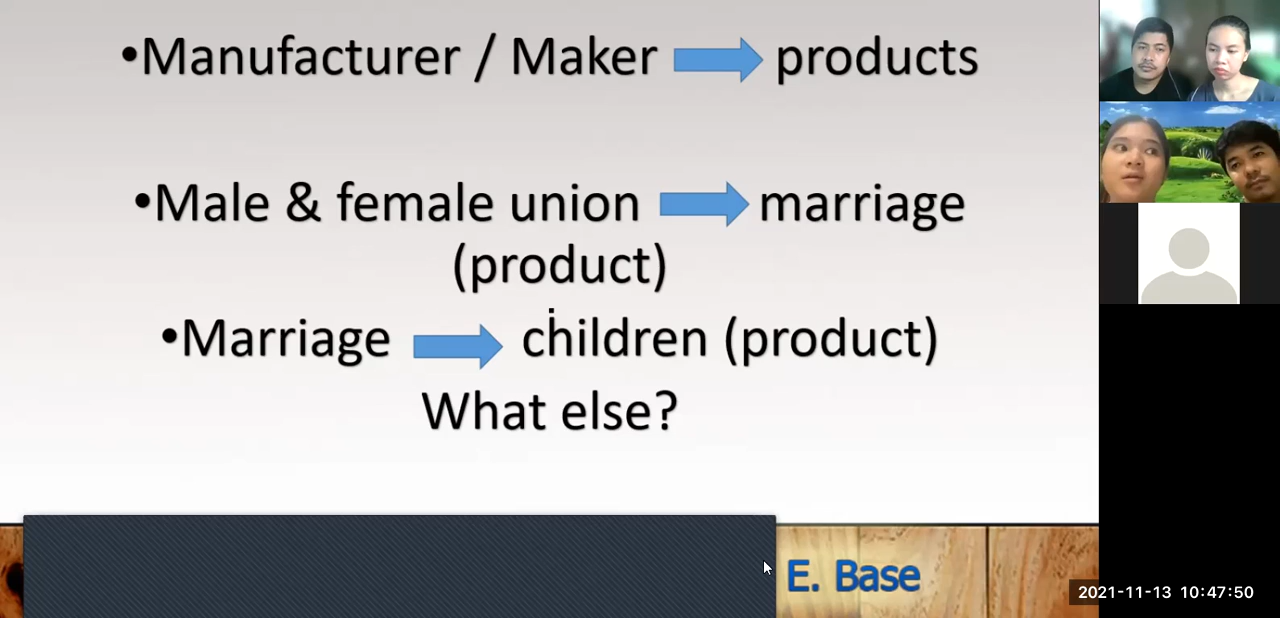 •Manufacturer / Maker products
•Male & female union marriage
(product)
•Marriage children (product)
What else?
E. Base
2021-11-13 10:47:50